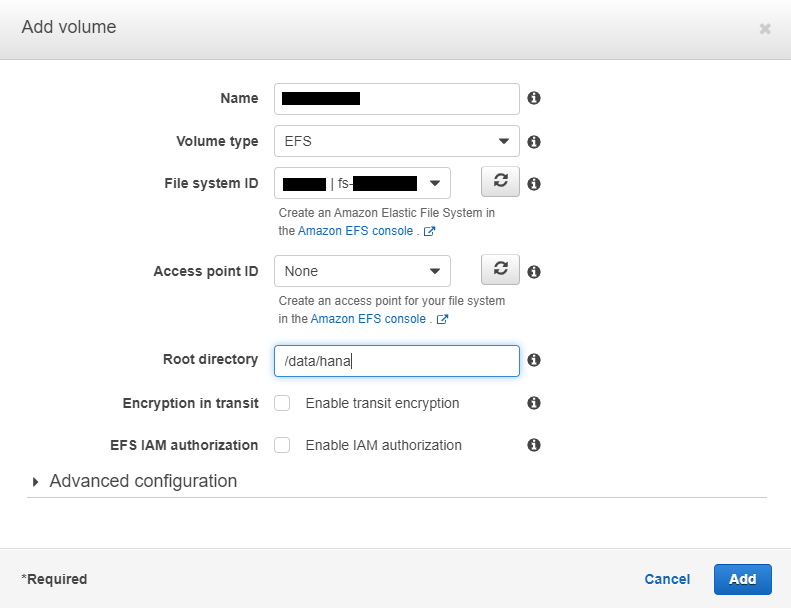 Add volume
Name
Volume type EFS
File system ID | fs-
Create an Amazon Elastic File System in
the Amazon EFS console .
Access point ID None
Create an access point for your file system
in the Amazon EFS console .
Root directory /data/hana
Encryption in transit Enable transit encryption
EFS IAM authorization Enable IAM authorization
Advanced configuration
*Required Cancel Add